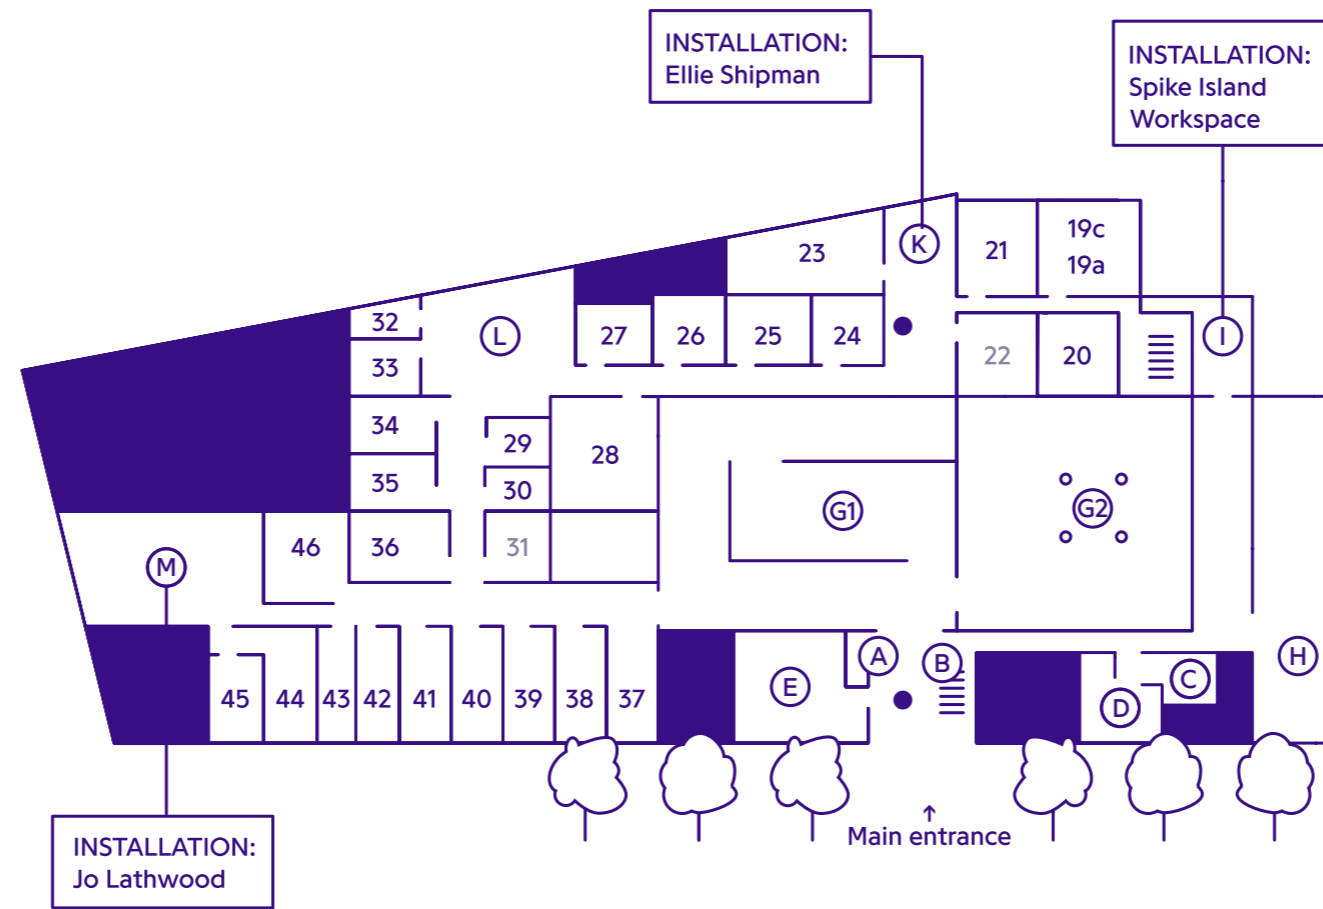 INSTALLATION:
Ellie Shipman
INSTALLATION:
Spike Island
Workspace
19c
23
K
21
19a
32
L
27
26
25
24
22
20
I
33
34
29
28
35
30
G1
G2
46
36
31
M
A
B
H
E
C
D
45
44
43
42
41
40
39
38
37
↑
Main entrance
INSTALLATION:
Jo Lathwood